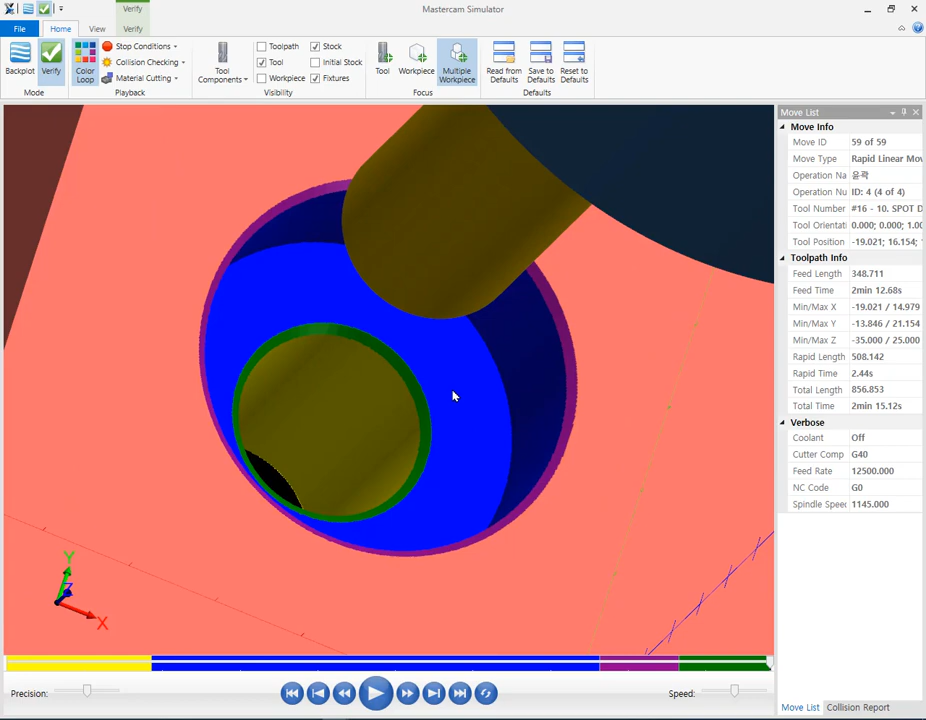 Verify
Mastercam Simulator
File
Home
View
Verify
Backplot
Verify
Mode
Color Loop
Stop Conditions
Collision Checking
Material Cutting
Playback
Tool Components
Toolpath
Tool
Workpiece
Stock
Initial Stock
Fixtures
Visibility
Tool
Workpiece
Multiple Workpiece
Focus
Read from Defaults
Save to Defaults
Reset to Defaults
Defaults
Move List
Move Info
Move ID 59 of 59
Move Type Rapid Linear Mov
Operation Na 윤곽
Operation Nu ID: 4 (4 of 4)
Tool Number #16 - 10. SPOT D
Tool Orientati 0.000; 0.000; 1.00
Tool Position -19.021; 16.154;
Toolpath Info
Feed Length 348.711
Feed Time 2min 12.68s
Min/Max X -19.021 / 14.979
Min/Max Y -13.846 / 21.154
Min/Max Z -35.000 / 25.000
Rapid Length 508.142
Rapid Time 2.44s
Total Length 856.853
Total Time 2min 15.12s
Verbose
Coolant Off
Cutter Comp G40
Feed Rate 12500.000
NC Code G0
Spindle Speed 1145.000
Y
Z
X
Precision:
Speed:
Move List
Collision Report